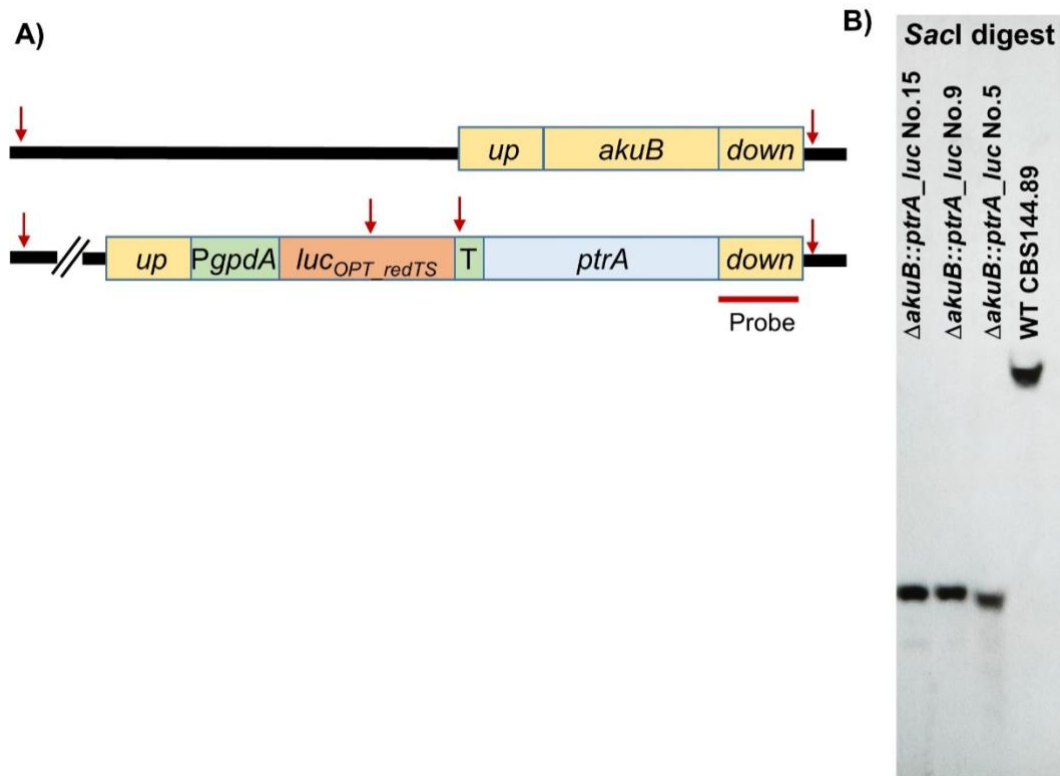 A)
up akuB down
up PgpdA lucOPT_redTS T ptrA down
Probe
B)
SacI digest
ΔakuB::ptrA_luc No.15
ΔakuB::ptrA_luc No.9
ΔakuB::ptrA_luc No.5
WT CBS144.89